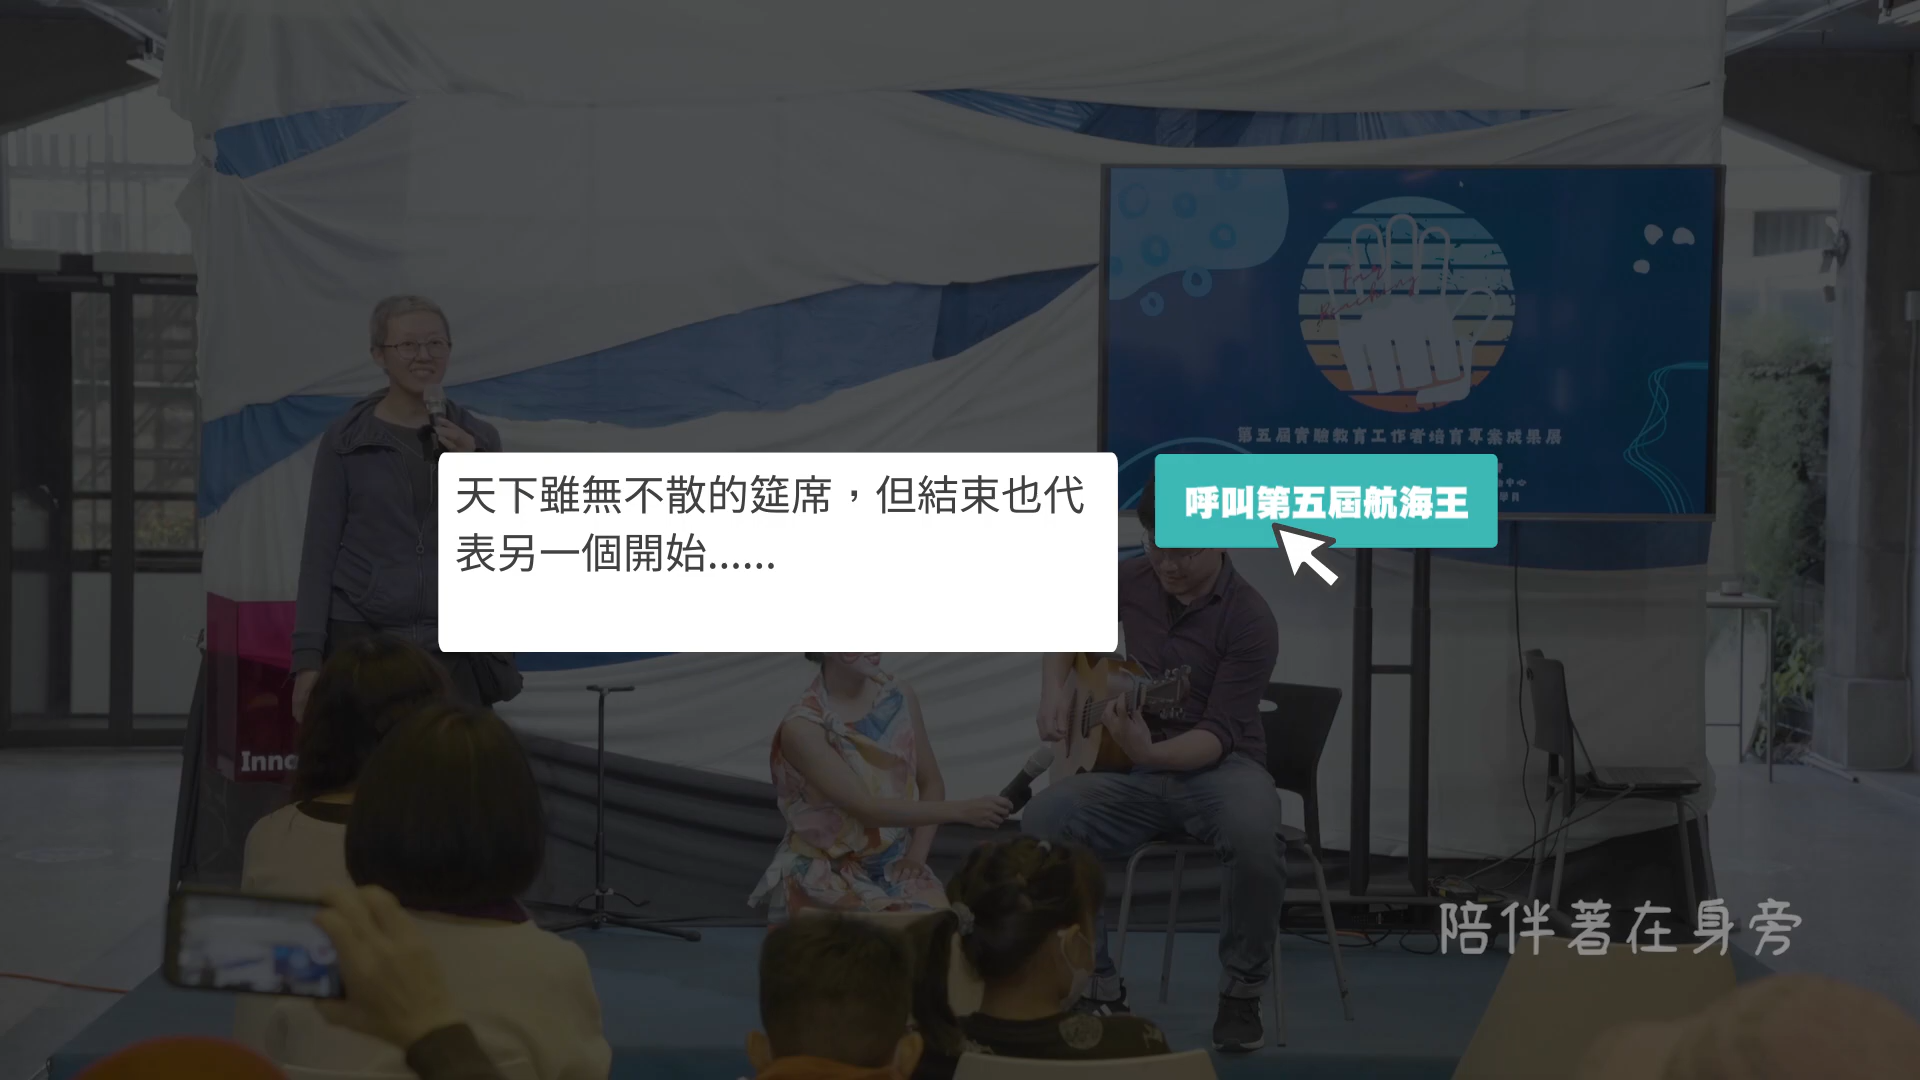 第五屆實驗教育工作者培育專案成果展
天下雖無不散的筵席，但結束也代
表另一個開始......
呼叫第五屆航海王
Inno
陪伴著在身旁